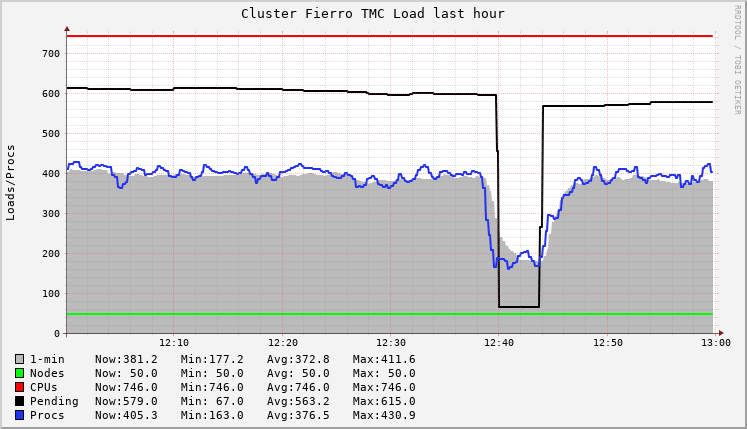 Cluster Fierro TMC Load last hour
RRDTOOL / TOBI OETIKER
Loads/Procs
700
600
500
400
300
200
100
0
12:10 12:20 12:30 12:40 12:50 13:00
1-min Now:381.2 Min:177.2 Avg:372.8 Max:411.6
Nodes Now: 50.0 Min: 50.0 Avg: 50.0 Max: 50.0
CPUs Now:746.0 Min:746.0 Avg:746.0 Max:746.0
Pending Now:579.0 Min: 67.0 Avg:563.2 Max:615.0
Procs Now:405.3 Min:163.0 Avg:376.5 Max:430.9